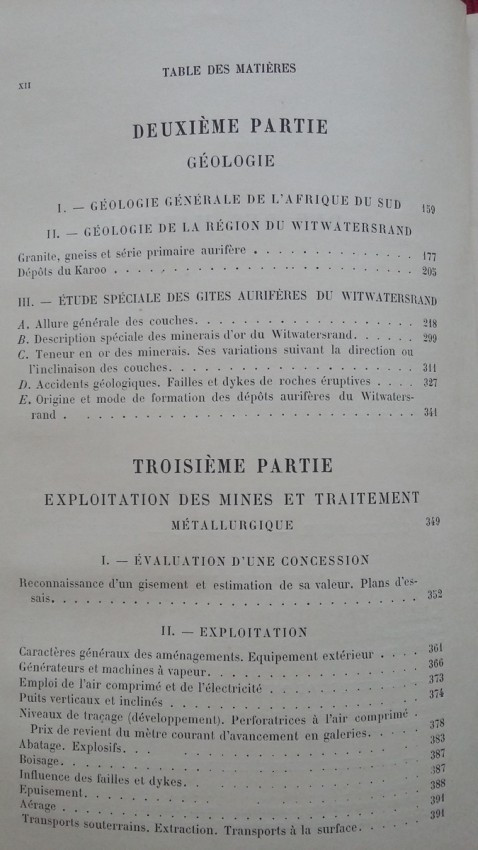 XII
TABLE DES MATIÈRES
DEUXIÈME PARTIE
GÉOLOGIE
I. — GÉOLOGIE GÉNÉRALE DE L'AFRIQUE DU SUD 159
II. — GÉOLOGIE DE LA RÉGION DU WITWATERSRAND
Granite, gneiss et série primaire aurifère . . . . . . . . . . . . 177
Dépôts du Karoo . . . . . . . . . . . . . . . . . . . . . . . . 205
III. — ÉTUDE SPÉCIALE DES GITES AURIFÈRES DU WITWATERSRAND
A. Allure générale des couches. . . . . . . . . . . . . . . . . . 218
B. Description spéciale des minerais d'or du Witwatersrand. . . . . 299
C. Teneur en or des minerais. Ses variations suivant la direction ou
l'inclinaison des couches. . . . . . . . . . . . . . . . . . . . 311
D. Accidents géologiques. Failles et dykes de roches éruptives . . . . 327
E. Origine et mode de formation des dépôts aurifères du Witwaters-
rand . . . . . . . . . . . . . . . . . . . . . . . . . . . . . 341
TROISIÈME PARTIE
EXPLOITATION DES MINES ET TRAITEMENT
MÉTALLURGIQUE 349
I. — ÉVALUATION D'UNE CONCESSION
Reconnaissance d'un gisement et estimation de sa valeur. Plans d'es-
sais. . . . . . . . . . . . . . . . . . . . . . . . . . . . . . 352
II. — EXPLOITATION
Caractères généraux des aménagements. Equipement extérieur . . . . 361
Générateurs et machines à vapeur. . . . . . . . . . . . . . . . 366
Emploi de l'air comprimé et de l'électricité . . . . . . . . . . . 373
Puits verticaux et inclinés . . . . . . . . . . . . . . . . . . . 374
Niveaux de traçage (développement). Perforatrices à l'air comprimé .
Prix de revient du mètre courant d'avancement en galeries. . . . . 378
Abatage. Explosifs. . . . . . . . . . . . . . . . . . . . . . . 383
Boisage. . . . . . . . . . . . . . . . . . . . . . . . . . . . 387
Influence des failles et dykes. . . . . . . . . . . . . . . . . . 387
Epuisement. . . . . . . . . . . . . . . . . . . . . . . . . . 388
Aérage . . . . . . . . . . . . . . . . . . . . . . . . . . . . 391
Transports souterrains. Extraction. Transports à la surface. . . . . 391